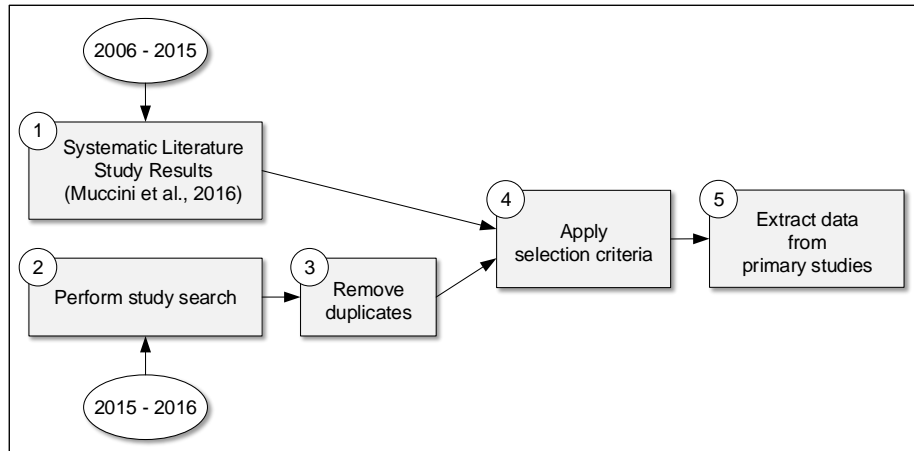 2006 - 2015
1
Systematic Literature
Study Results
(Muccini et al., 2016)
2
Perform study search
2015 - 2016
3
Remove
duplicates
4
Apply
selection criteria
5
Extract data
from
primary studies